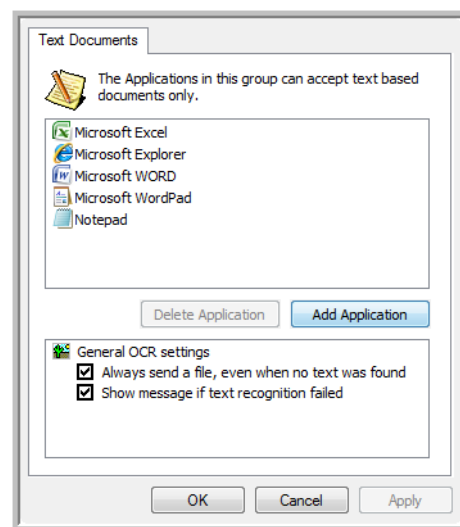 Text Documents
The Applications in this group can accept text based
documents only.
Microsoft Excel
Microsoft Explorer
Microsoft WORD
Microsoft WordPad
Notepad
Delete Application Add Application
General OCR settings
Always send a file, even when no text was found
Show message if text recognition failed
OK Cancel Apply